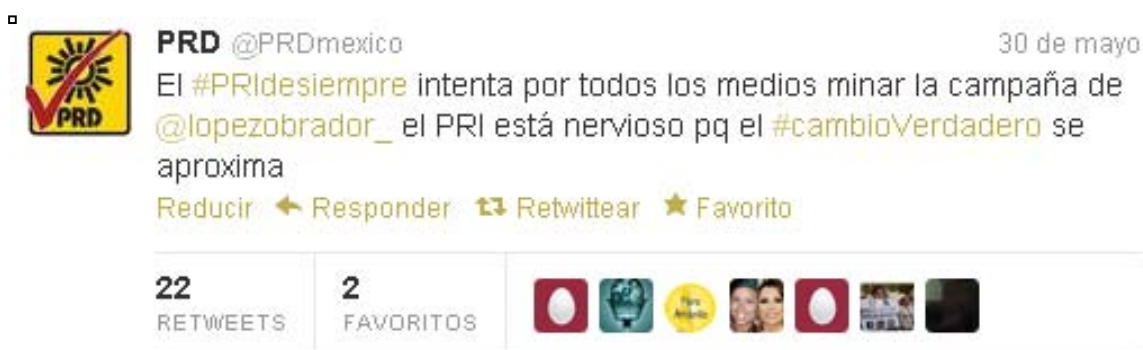 PRD @PRDmexico 30 de mayo
El #PRIdesiempre intenta por todos los medios minar la campaña de
@lopezobrador_ el PRI está nervioso pq el #cambioVerdadero se
aproxima
Reducir Responder Retwittear Favorito
22 2
RETWEETS FAVORITOS
PRD